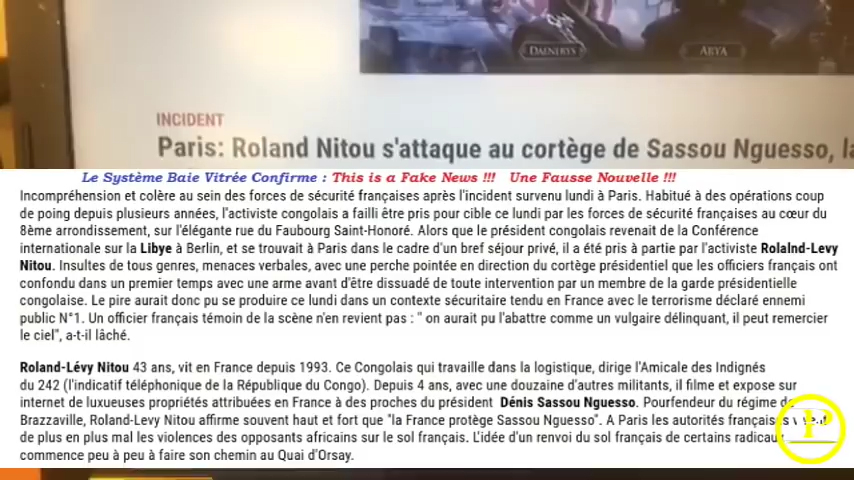 DAENERYS
ARYA
INCIDENT
Paris: Roland Nitou s'attaque au cortège de Sassou Nguesso, la
Le Système Baie Vitrée Confirme : This is a Fake News !!! Une Fausse Nouvelle !!!
Incompréhension et colère au sein des forces de sécurité françaises après l'incident survenu lundi à Paris. Habitué à des opérations coup
de poing depuis plusieurs années, l'activiste congolais a failli être pris pour cible ce lundi par les forces de sécurité françaises au cœur du
8ème arrondissement, sur l'élégante rue du Faubourg Saint-Honoré. Alors que le président congolais revenait de la Conférence
internationale sur la Libye à Berlin, et se trouvait à Paris dans le cadre d'un bref séjour privé, il a été pris à partie par l'activiste Rolalnd-Levy
Nitou. Insultes de tous genres, menaces verbales, avec une perche pointée en direction du cortège présidentiel que les officiers français ont
confondu dans un premier temps avec une arme avant d'être dissuadé de toute intervention par un membre de la garde présidentielle
congolaise. Le pire aurait donc pu se produire ce lundi dans un contexte sécuritaire tendu en France avec le terrorisme déclaré ennemi
public N°1. Un officier français témoin de la scène n'en revient pas : " on aurait pu l'abattre comme un vulgaire délinquant, il peut remercier
le ciel", a-t-il lâché.
Roland-Lévy Nitou 43 ans, vit en France depuis 1993. Ce Congolais qui travaille dans la logistique, dirige l'Amicale des Indignés
du 242 (l'indicatif téléphonique de la République du Congo). Depuis 4 ans, avec une douzaine d'autres militants, il filme et expose sur
internet de luxueuses propriétés attribuées en France à des proches du président Dénis Sassou Nguesso. Pourfendeur du régime de
Brazzaville, Roland-Levy Nitou affirme souvent haut et fort que "la France protège Sassou Nguesso". A Paris les autorités françaises
de plus en plus mal les violences des opposants africains sur le sol français. L'idée d'un renvoi du sol français de certains radicaux
commence peu à peu à faire son chemin au Quai d'Orsay.
P